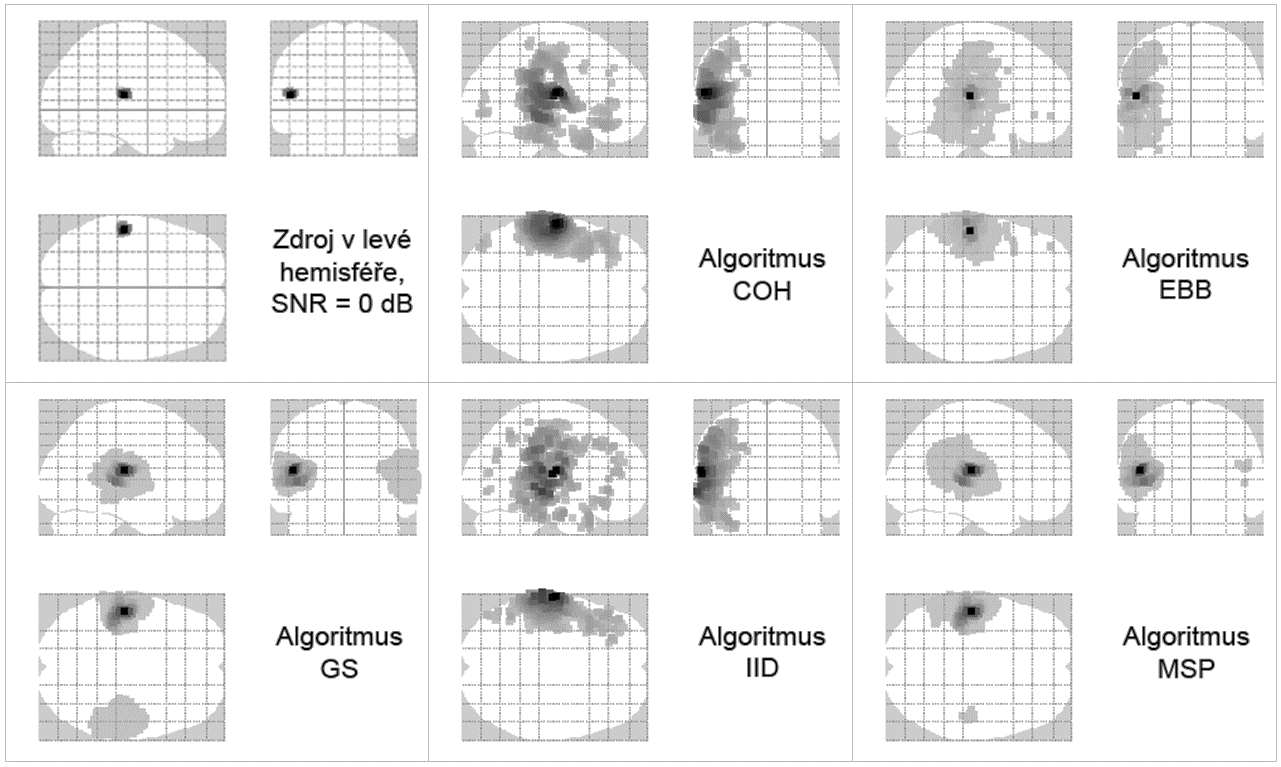 Zdroj v levé
hemisféře,
SNR = 0 dB
Algoritmus
COH
Algoritmus
EBB
Algoritmus
GS
Algoritmus
IID
Algoritmus
MSP